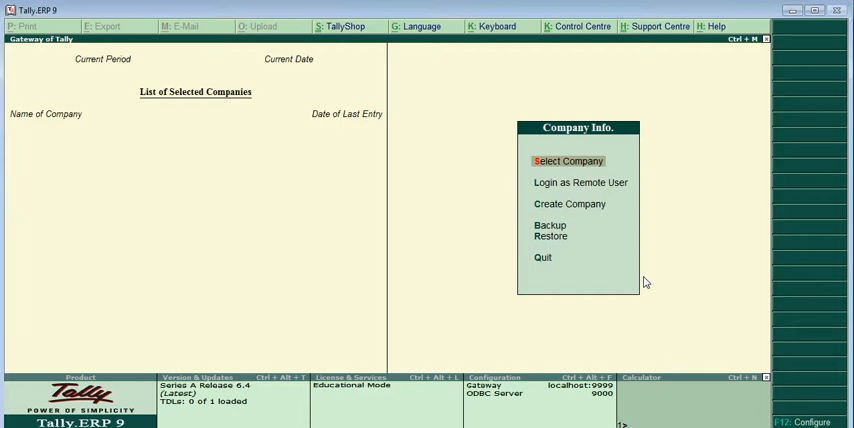 Tally.ERP 9
P: Print E: Export M: E-Mail O: Upload S: TallyShop G: Language K: Keyboard K: Control Centre H: Support Centre H: Help
Gateway of Tally Ctrl + M
Current Period Current Date
List of Selected Companies
Name of Company Date of Last Entry
Company Info.
Select Company
Login as Remote User
Create Company
Backup
Restore
Quit
Product Version & Updates Ctrl + Alt + T License & Services Ctrl + Alt + L Configuration Ctrl + Alt + F Calculator Ctrl + N
Tally
POWER OF SIMPLICITY
Tally.ERP 9
Series A Release 6.4
(Latest)
TDLs: 0 of 1 loaded
Educational Mode
Gateway localhost:9999
ODBC Server 9000
1>
F12: Configure